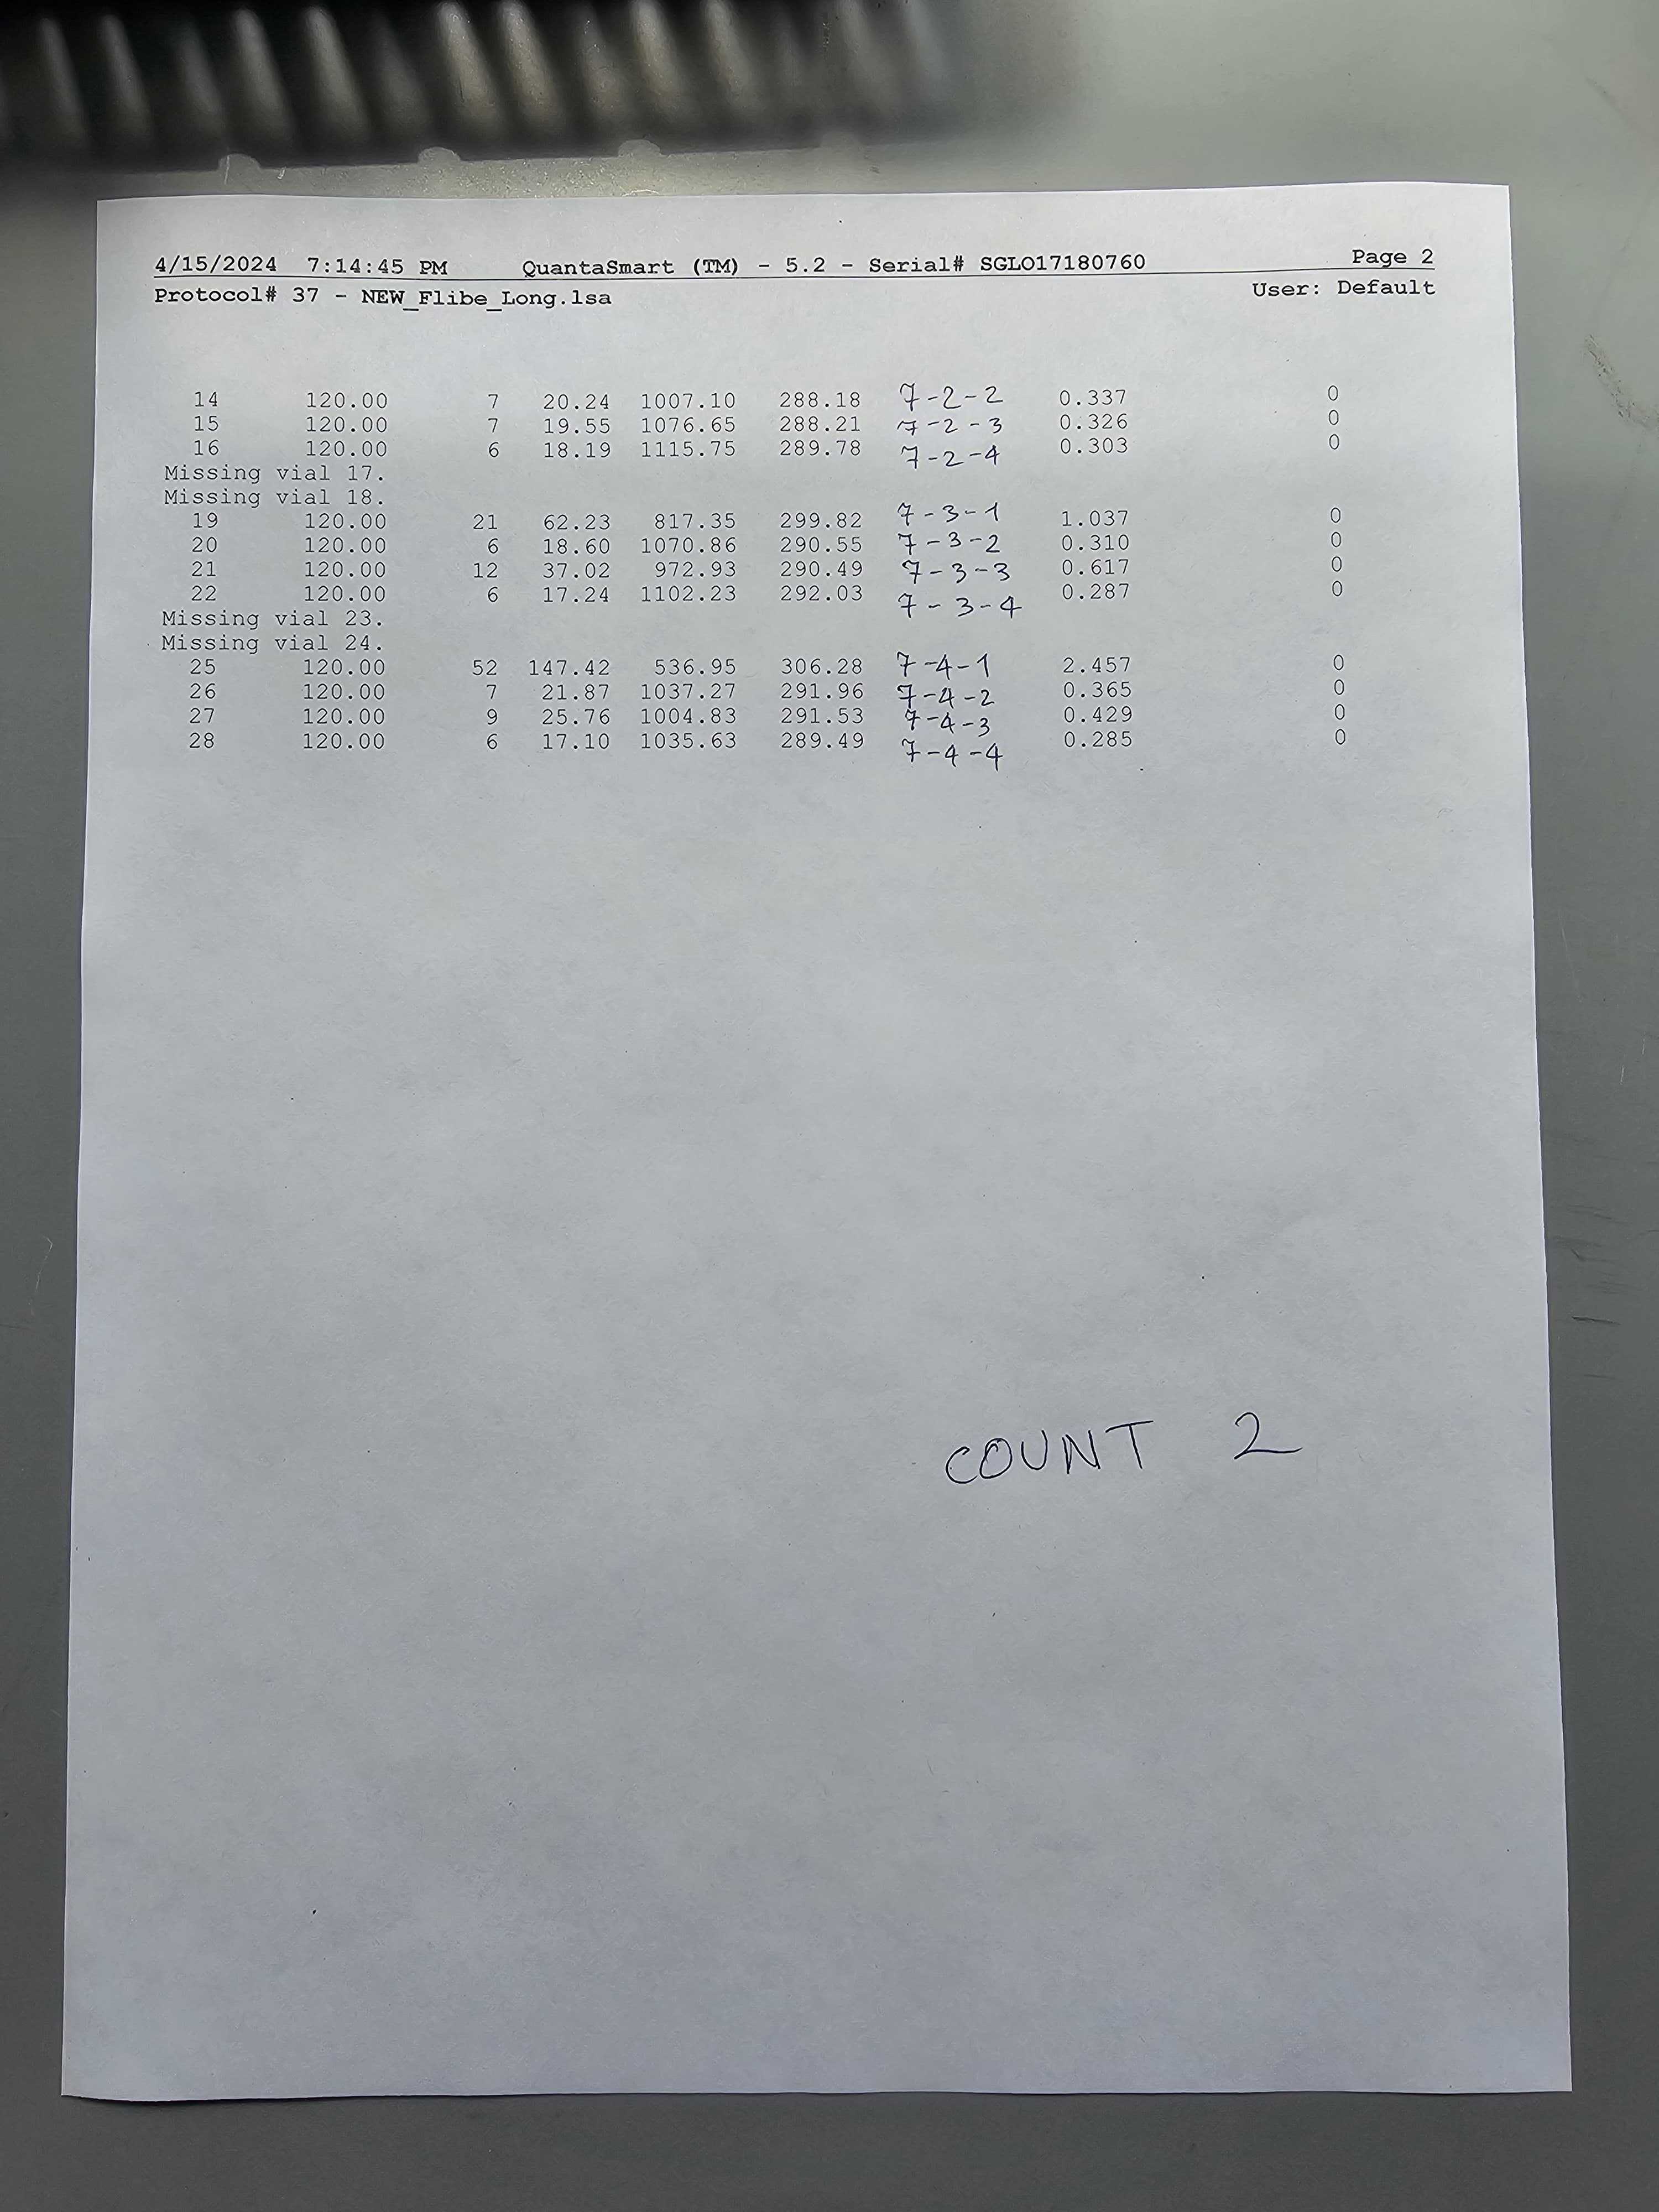 4/15/2024 7:14:45 PM QuantaSmart (TM) - 5.2 - Serial# SGLO17180760 Page 2
Protocol# 37 - NEW_Flibe_Long.lsa User: Default
14 120.00 7 20.24 1007.10 288.18 7-2-2 0.337 0
15 120.00 7 19.55 1076.65 288.21 7-2-3 0.326 0
16 120.00 6 18.19 1115.75 289.78 7-2-4 0.303 0
Missing vial 17.
Missing vial 18.
19 120.00 21 62.23 817.35 299.82 7-3-1 1.037 0
20 120.00 6 18.60 1070.86 290.55 7-3-2 0.310 0
21 120.00 12 37.02 972.93 290.49 7-3-3 0.617 0
22 120.00 6 17.24 1102.23 292.03 7-3-4 0.287 0
Missing vial 23.
Missing vial 24.
25 120.00 52 147.42 536.95 306.28 7-4-1 2.457 0
26 120.00 7 21.87 1037.27 291.96 7-4-2 0.365 0
27 120.00 9 25.76 1004.83 291.53 7-4-3 0.429 0
28 120.00 6 17.10 1035.63 289.49 7-4-4 0.285 0
COUNT 2